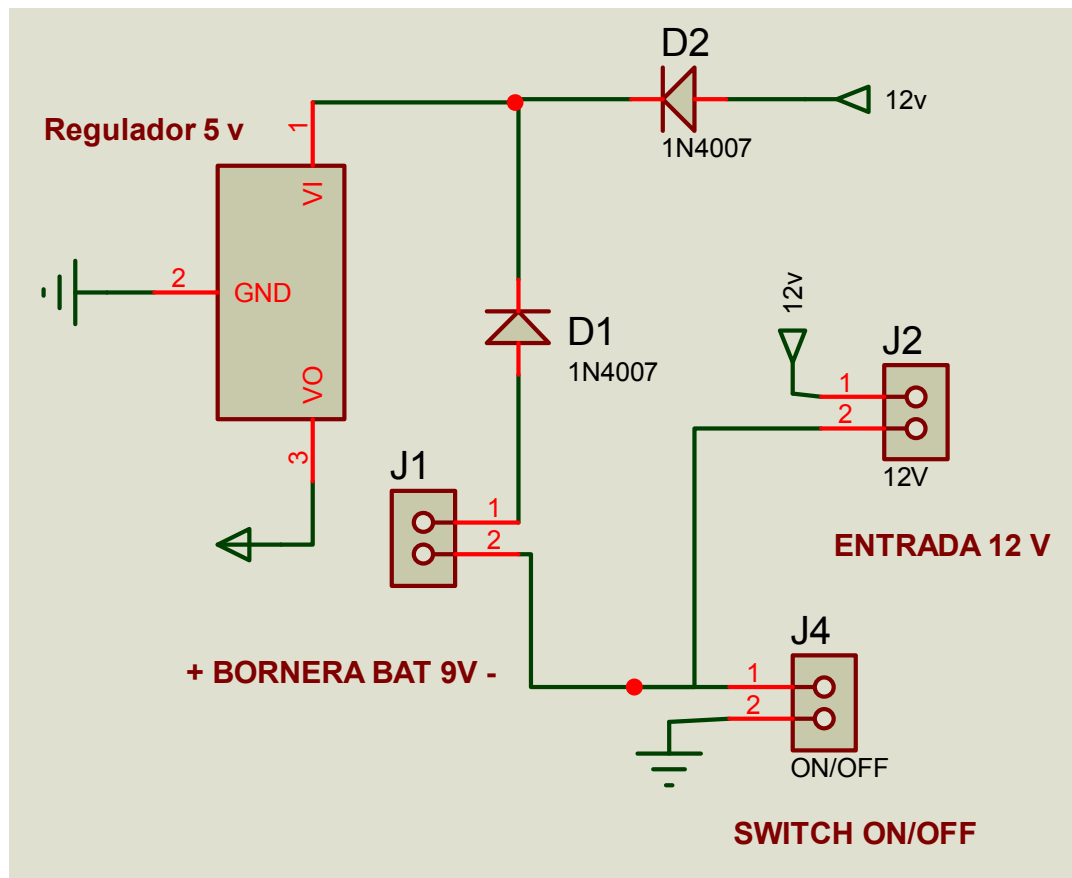 D2
12v
1N4007
Regulador 5 v
1
VI
2
GND
VO
3
D1
1N4007
12v
J2
1
2
12V
J1
1
2
ENTRADA 12 V
+ BORNERA BAT 9V -
J4
1
2
ON/OFF
SWITCH ON/OFF